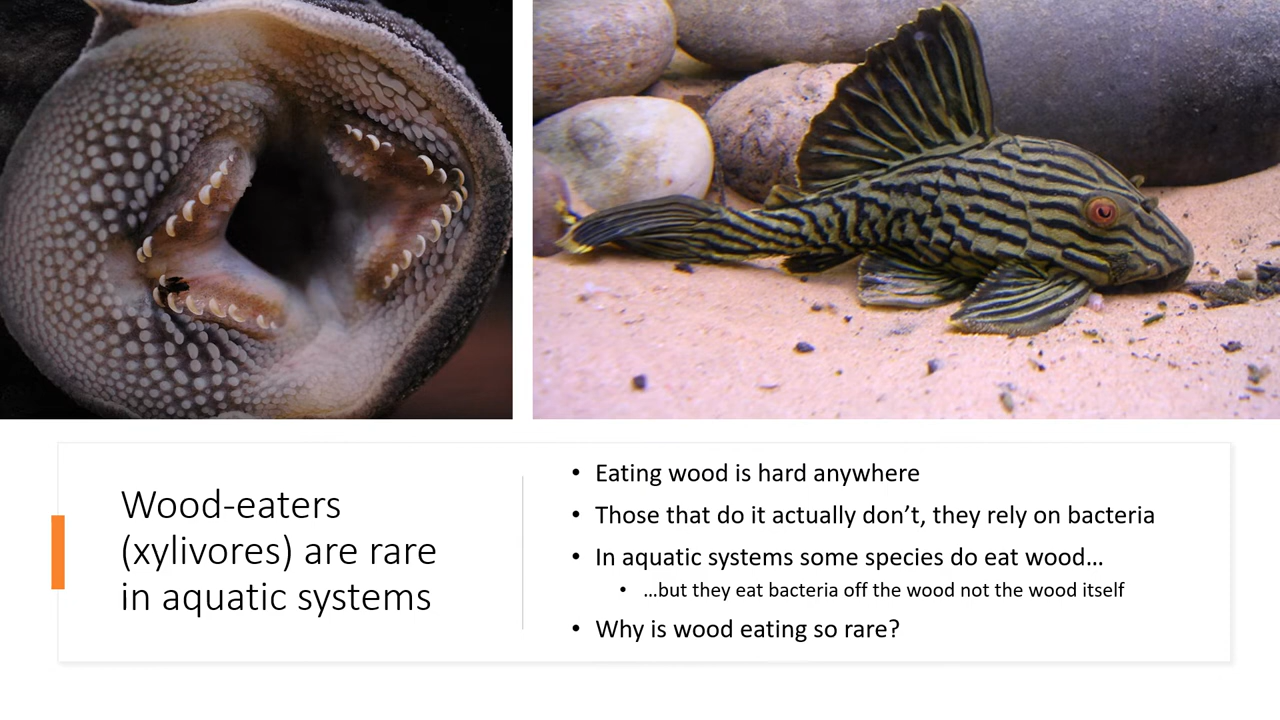 Wood-eaters
(xylivores) are rare
in aquatic systems
• Eating wood is hard anywhere
• Those that do it actually don’t, they rely on bacteria
• In aquatic systems some species do eat wood…
• …but they eat bacteria off the wood not the wood itself
• Why is wood eating so rare?